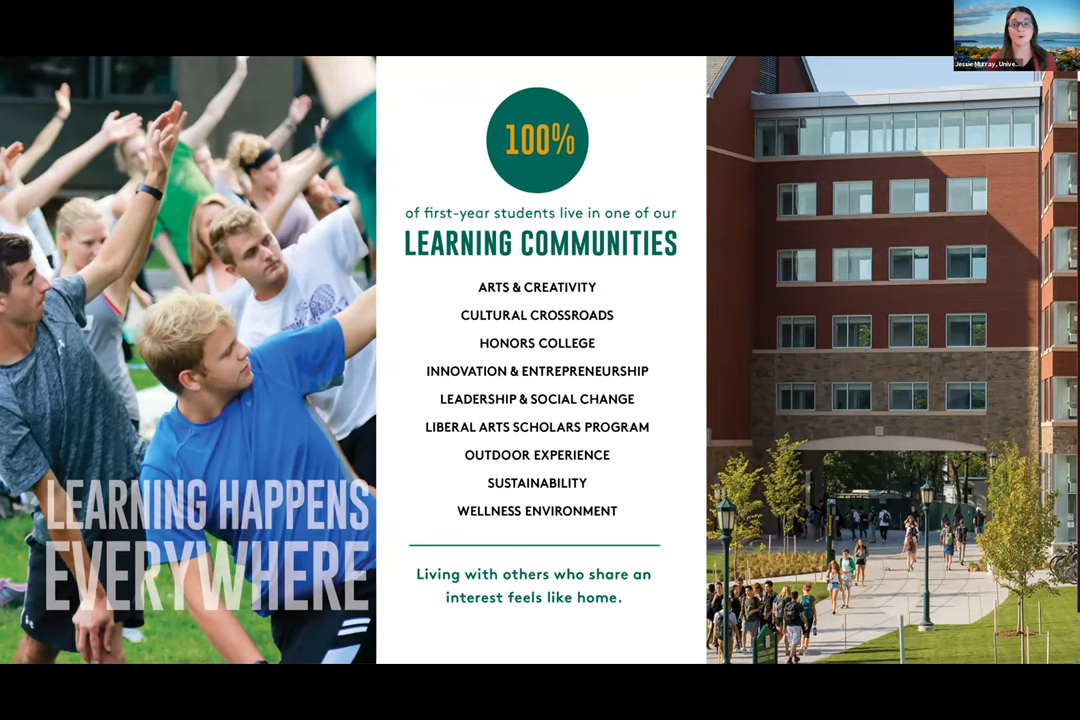 Jessie Murray, Unive...
LEARNING HAPPENS
EVERYWHERE
100%
of first-year students live in one of our
LEARNING COMMUNITIES
ARTS & CREATIVITY
CULTURAL CROSSROADS
HONORS COLLEGE
INNOVATION & ENTREPRENEURSHIP
LEADERSHIP & SOCIAL CHANGE
LIBERAL ARTS SCHOLARS PROGRAM
OUTDOOR EXPERIENCE
SUSTAINABILITY
WELLNESS ENVIRONMENT
Living with others who share an
interest feels like home.